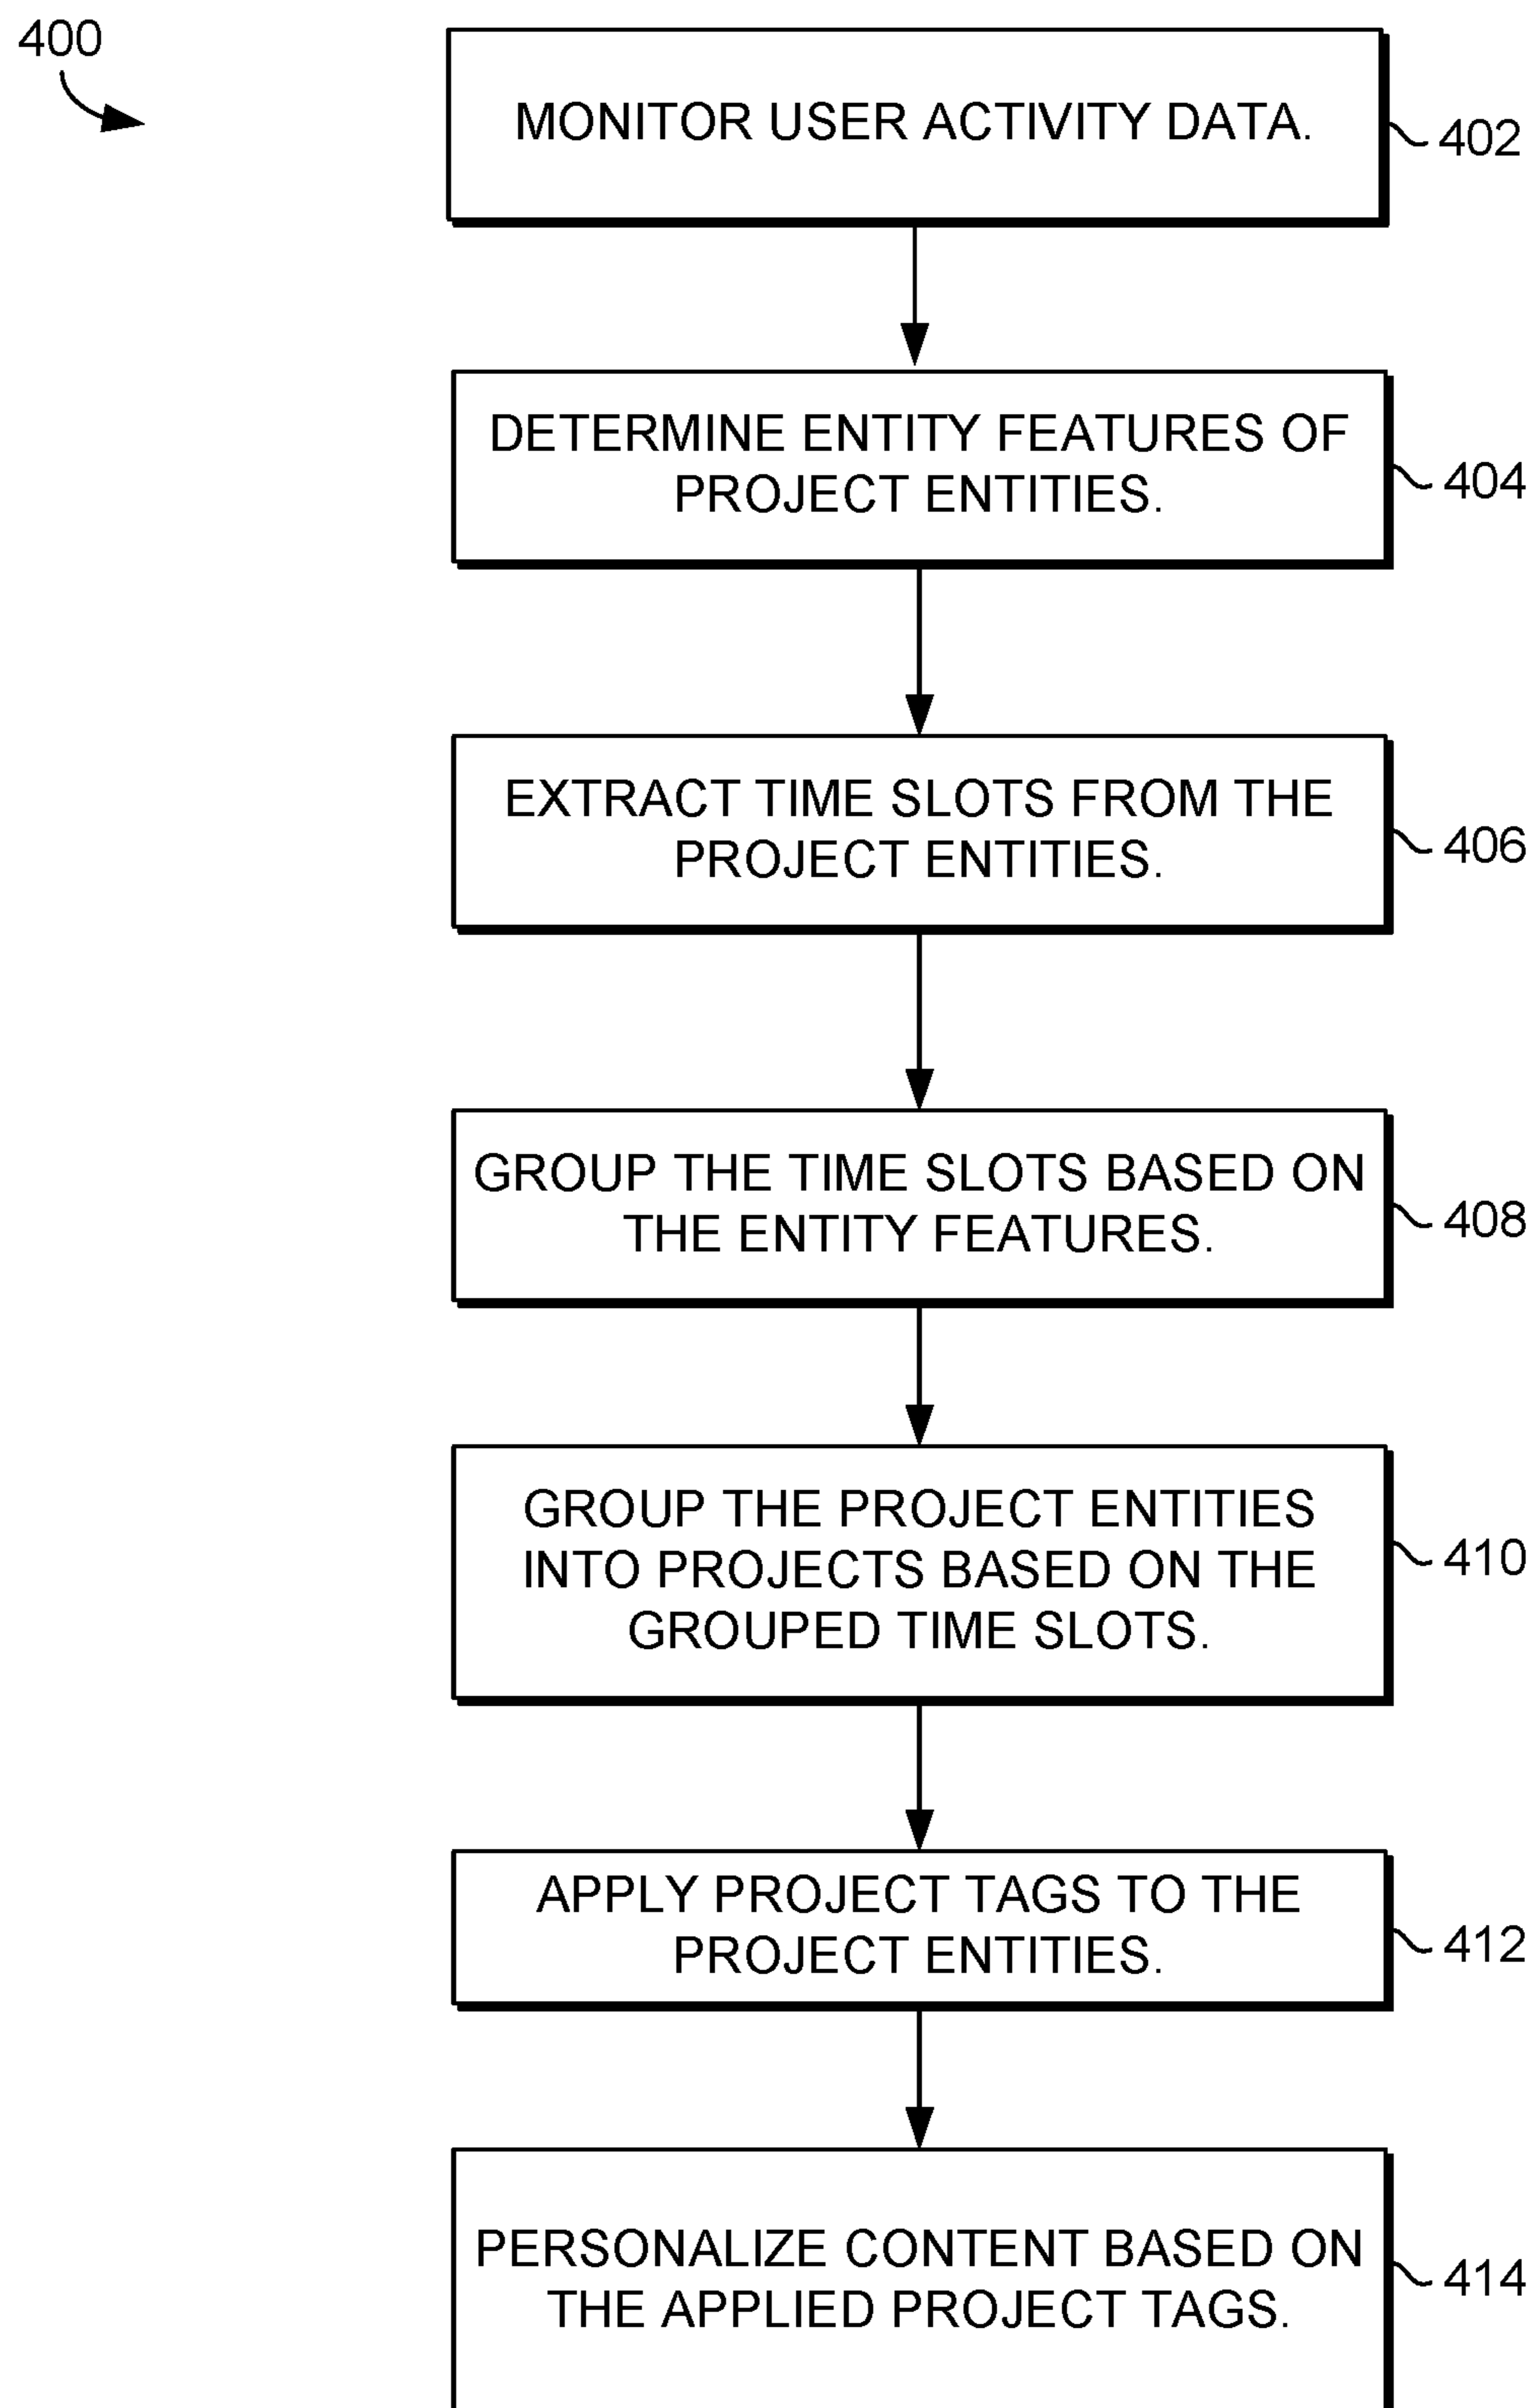 400
MONITOR USER ACTIVITY DATA.
402
DETERMINE ENTITY FEATURES OF
PROJECT ENTITIES.
404
EXTRACT TIME SLOTS FROM THE
PROJECT ENTITIES.
406
GROUP THE TIME SLOTS BASED ON
THE ENTITY FEATURES.
408
GROUP THE PROJECT ENTITIES
INTO PROJECTS BASED ON THE
GROUPED TIME SLOTS.
410
APPLY PROJECT TAGS TO THE
PROJECT ENTITIES.
412
PERSONALIZE CONTENT BASED ON
THE APPLIED PROJECT TAGS.
414